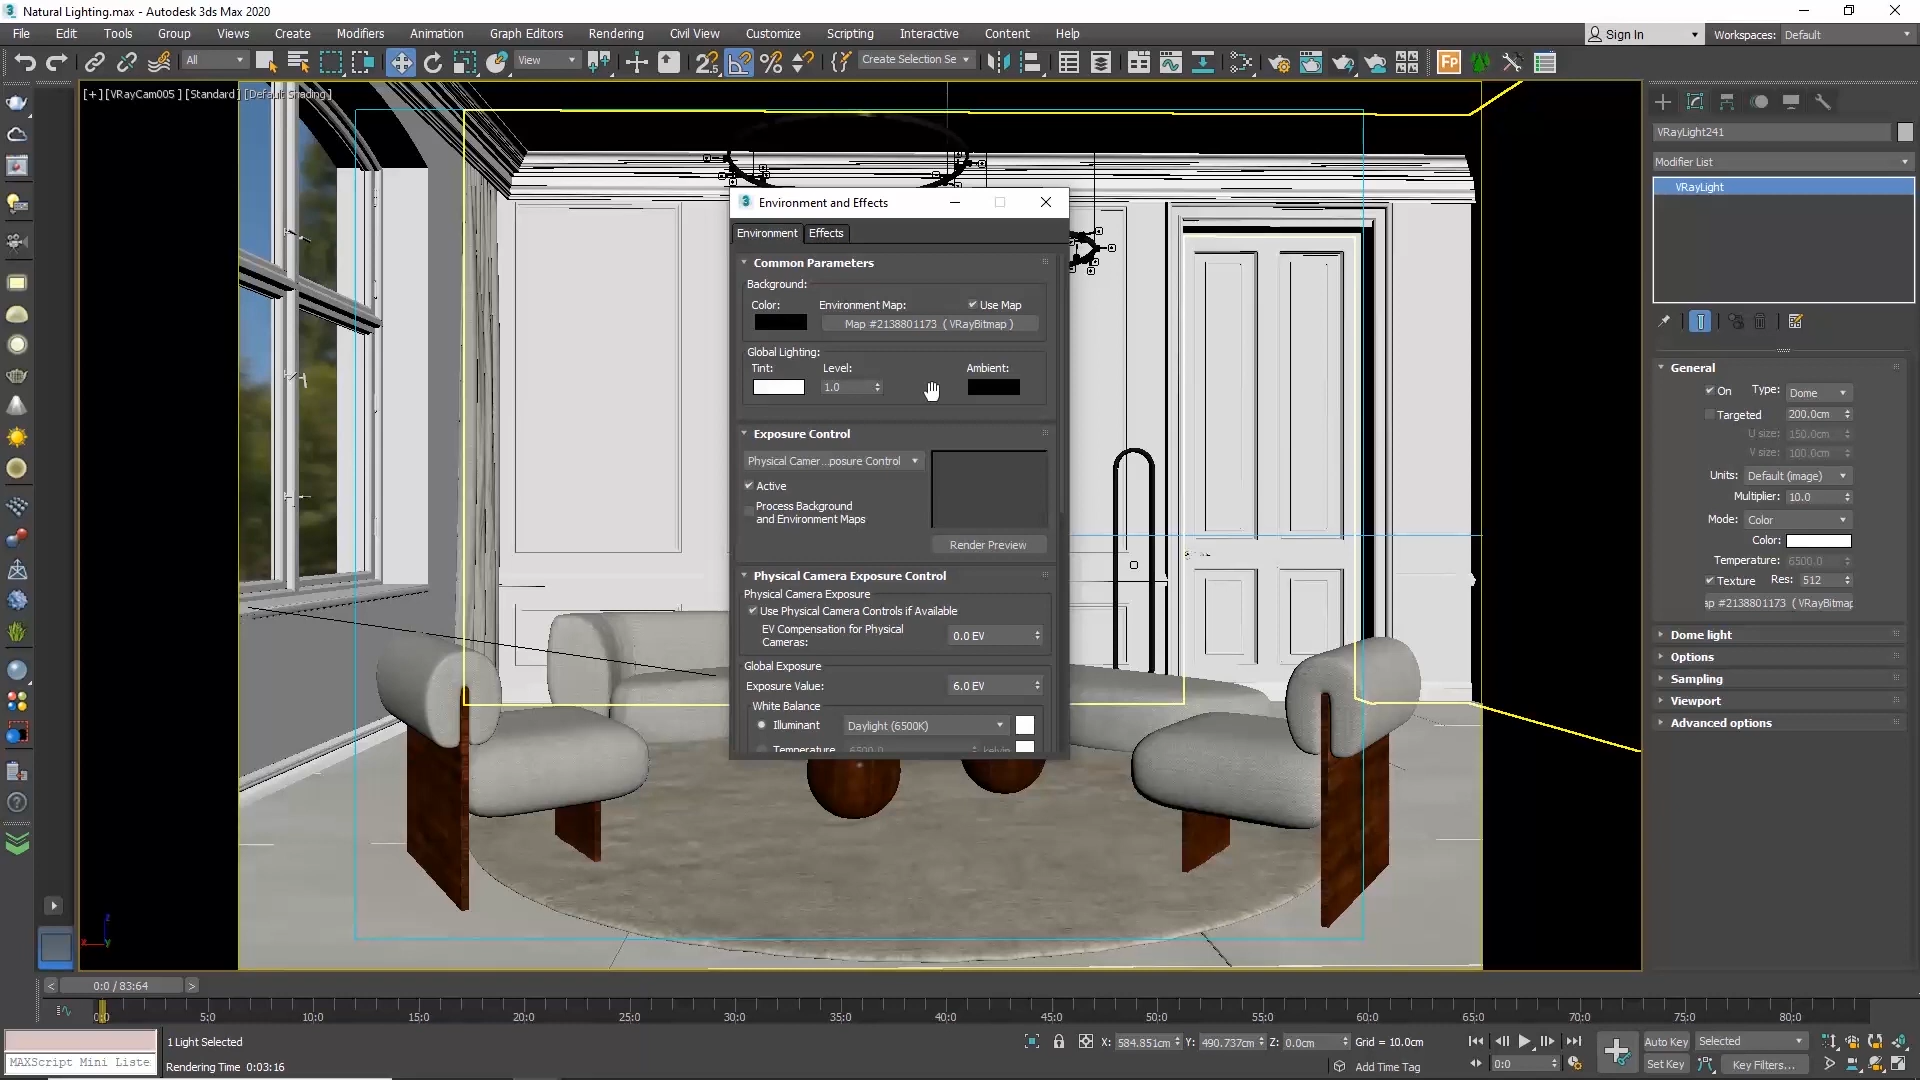 Natural Lighting.max - Autodesk 3ds Max 2020
File Edit Tools Group Views Create Modifiers Animation Graph Editors Rendering Civil View Customize Scripting Interactive Content Help
Sign In Workspaces: Default
All View Create Selection Se Fp
[+] [VRayCam005 ] [Standard ] [Default Shading ]
VRayLight241
Modifier List
VRayLight
Environment and Effects
Environment Effects
Common Parameters
Background:
Color: Environment Map: Use Map
Map #2138801173 ( VRayBitmap )
Global Lighting:
Tint: Level: Ambient:
1.0
Exposure Control
Physical Camer...posure Control
Active
Process Background
and Environment Maps
Render Preview
Physical Camera Exposure Control
Physical Camera Exposure
Use Physical Camera Controls if Available
EV Compensation for Physical
Cameras:
0.0 EV
Global Exposure
Exposure Value: 6.0 EV
White Balance
Illuminant Daylight (6500K)
Temperature 6500.0 kelvin
General
On Type: Dome
Targeted 200.0cm
U size: 150.0cm
V size: 100.0cm
Units: Default (image)
Multiplier: 10.0
Mode: Color
Color:
Temperature: 6500.0
Texture Res: 512
ap #2138801173 ( VRayBitmap
Dome light
Options
Sampling
Viewport
Advanced options
z
x y
< 0:0 / 83:64 >
0:0 5:0 10:0 15:0 20:0 25:0 30:0 35:0 40:0 45:0 50:0 55:0 60:0 65:0 70:0 75:0 80:0
1 Light Selected
X: 584.851cm Y: 490.737cm Z: 0.0cm Grid = 10.0cm
Auto Key Selected
MAXScript Mini Liste
Rendering Time 0:03:16
Add Time Tag
0:0
Set Key Key Filters...